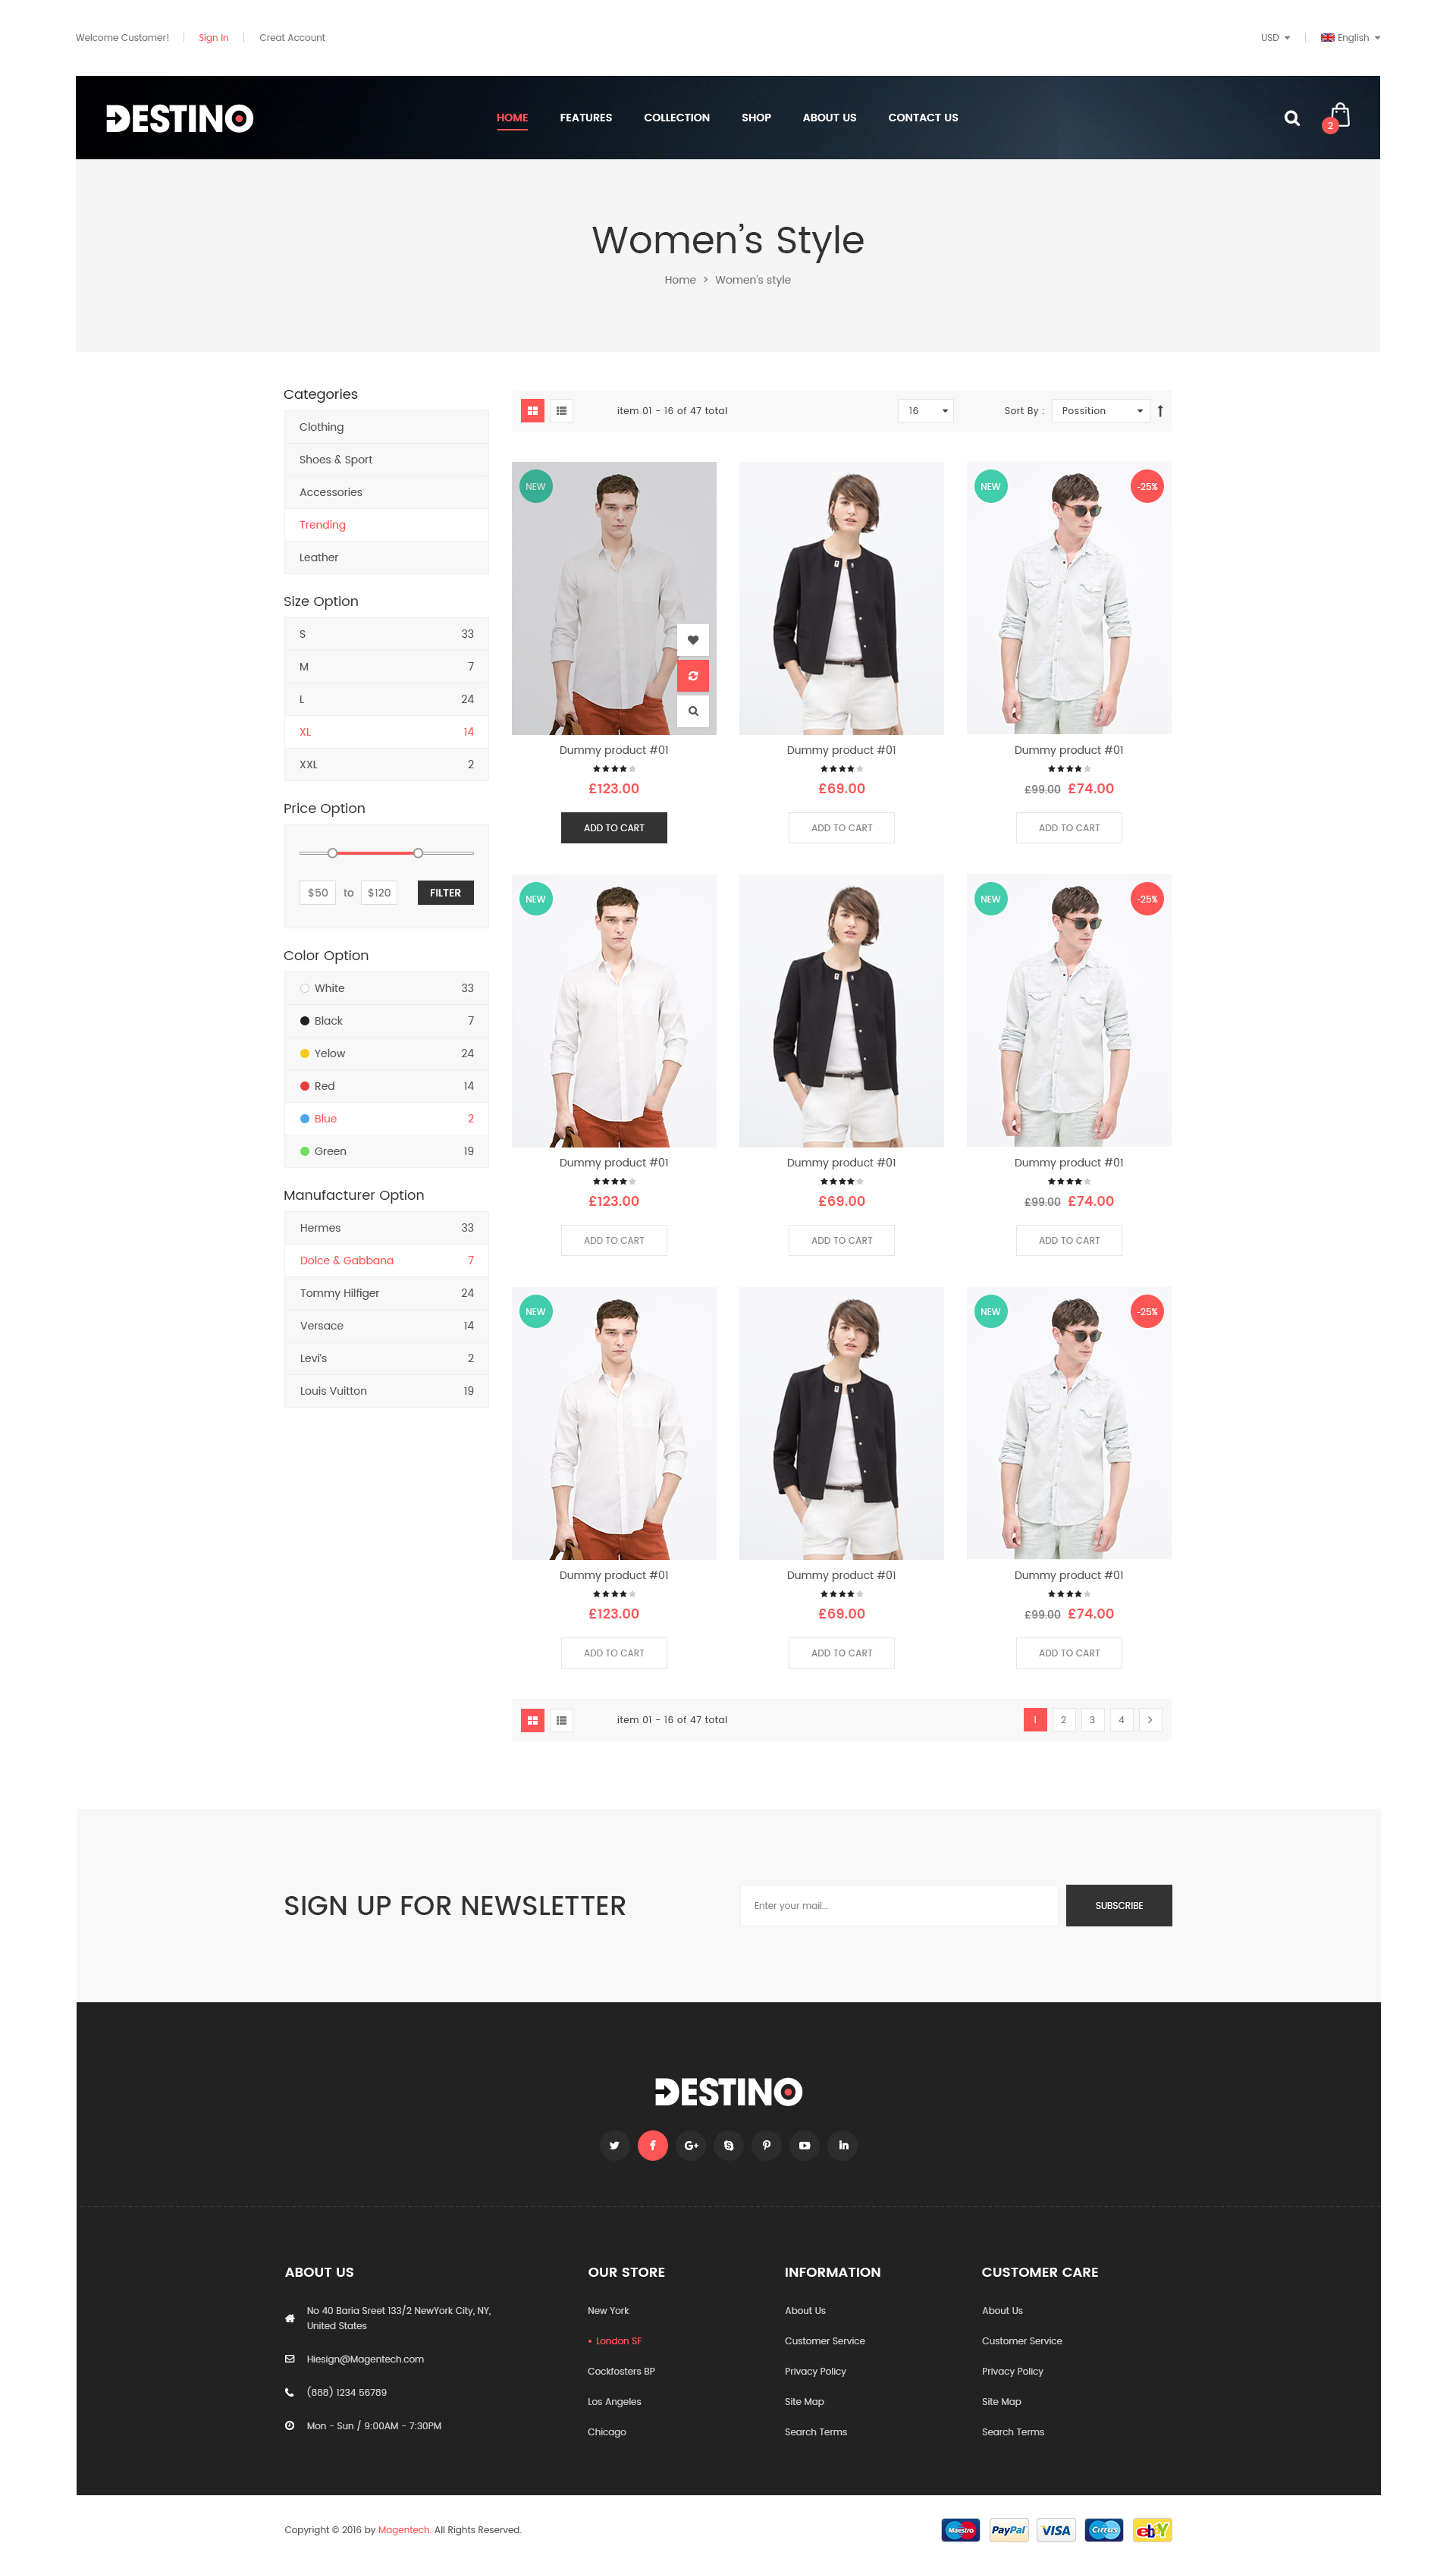 Welcome Customer! Sign In Creat Account USD English
DESTINO HOME FEATURES COLLECTION SHOP ABOUT US CONTACT US 2
Women's Style
Home > Women's style
Categories
Clothing
Shoes & Sport
Accessories
Trending
Leather
Size Option
S 33
M 7
L 24
XL 14
XXL 2
Price Option
$50 to $120 FILTER
Color Option
White 33
Black 7
Yelow 24
Red 14
Blue 2
Green 19
Manufacturer Option
Hermes 33
Dolce & Gabbana 7
Tommy Hilfiger 24
Versace 14
Levi's 2
Louis Vuitton 19
item 01 - 16 of 47 total 16 Sort By : Possition
NEW NEW -25%
Dummy product #01 Dummy product #01 Dummy product #01
£123.00 £69.00 £99.00 £74.00
ADD TO CART ADD TO CART ADD TO CART
NEW NEW -25%
Dummy product #01 Dummy product #01 Dummy product #01
£123.00 £69.00 £99.00 £74.00
ADD TO CART ADD TO CART ADD TO CART
NEW NEW -25%
Dummy product #01 Dummy product #01 Dummy product #01
£123.00 £69.00 £99.00 £74.00
ADD TO CART ADD TO CART ADD TO CART
item 01 - 16 of 47 total 1 2 3 4 >
SIGN UP FOR NEWSLETTER Enter your mail... SUBSCRIBE
DESTINO
ABOUT US
No 40 Baria Sreet 133/2 NewYork City, NY,
United States
Hiesign@Magentech.com
(888) 1234 56789
Mon - Sun / 9:00AM - 7:30PM
OUR STORE
New York
London SF
Cockfosters BP
Los Angeles
Chicago
INFORMATION
About Us
Customer Service
Privacy Policy
Site Map
Search Terms
CUSTOMER CARE
About Us
Customer Service
Privacy Policy
Site Map
Search Terms
Copyright © 2016 by Magentech. All Rights Reserved. Maestro PayPal VISA Cirrus ebY